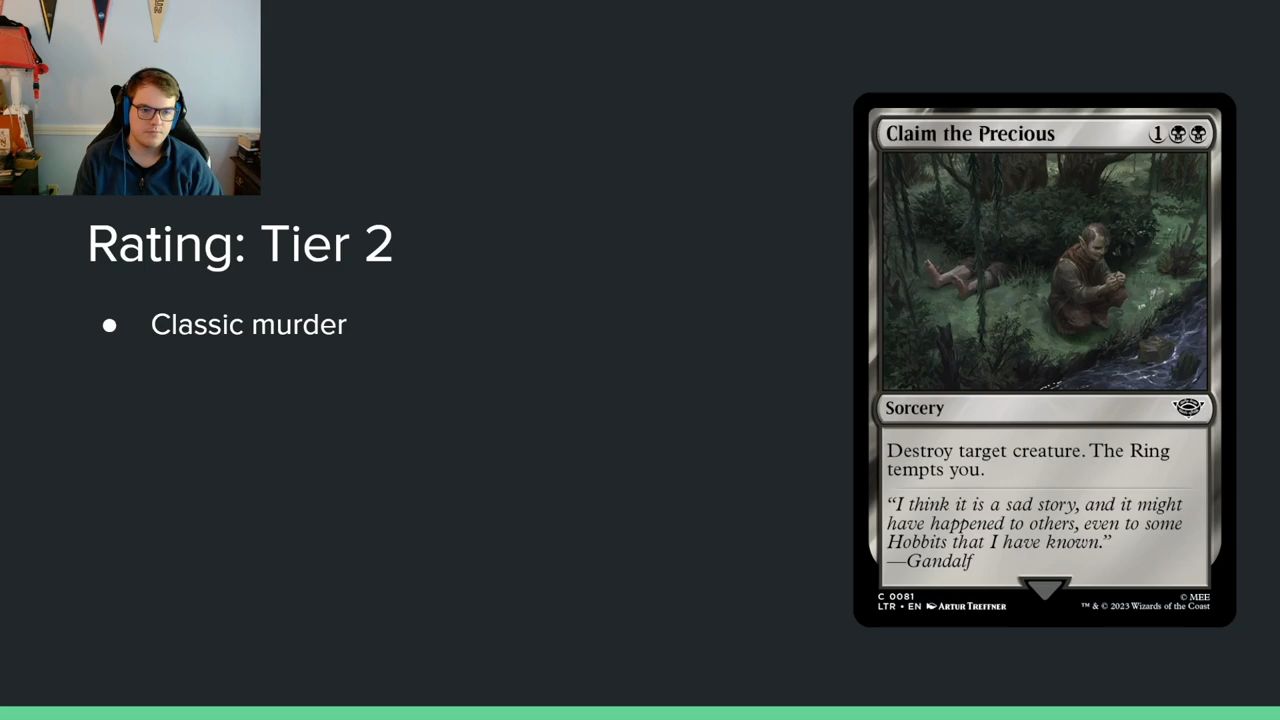 Rating: Tier 2
● Classic murder
Claim the Precious 1
Sorcery
Destroy target creature. The Ring
tempts you.
“I think it is a sad story, and it might
have happened to others, even to some
Hobbits that I have known.”
—Gandalf
C 0081
LTR • EN ARTUR TREFFNER
© MEE
™ & © 2023 Wizards of the Coast